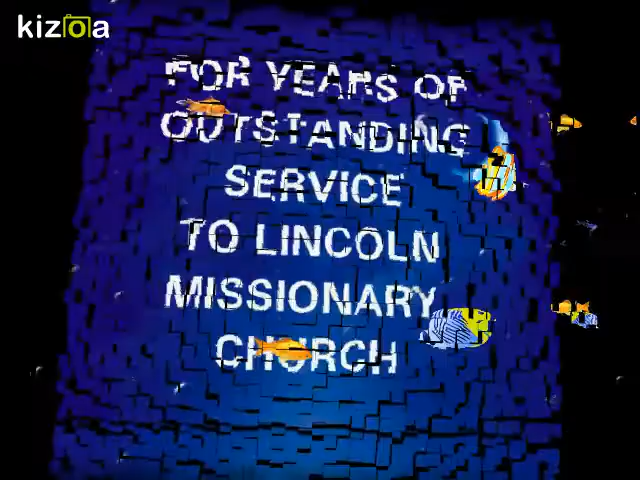 kizoa
FOR YEARS OF
OUTSTANDING
SERVICE
TO LINCOLN
MISSIONARY
CHURCH